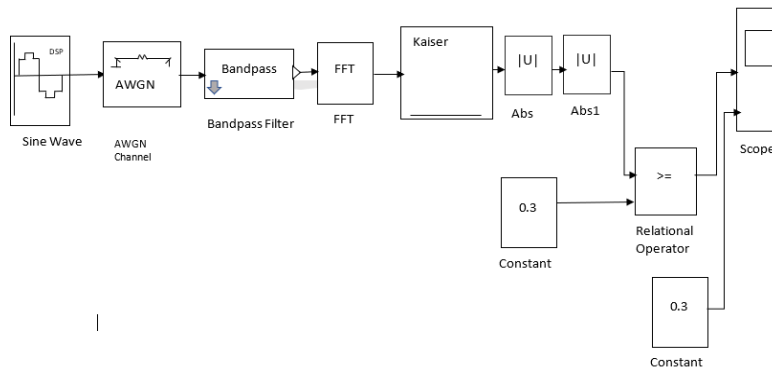 DSP
Sine Wave
AWGN
AWGN
Channel
Bandpass
Bandpass Filter
FFT
FFT
Kaiser
|U|
Abs
|U|
Abs1
>=
Relational
Operator
0.3
Constant
0.3
Constant
Scope